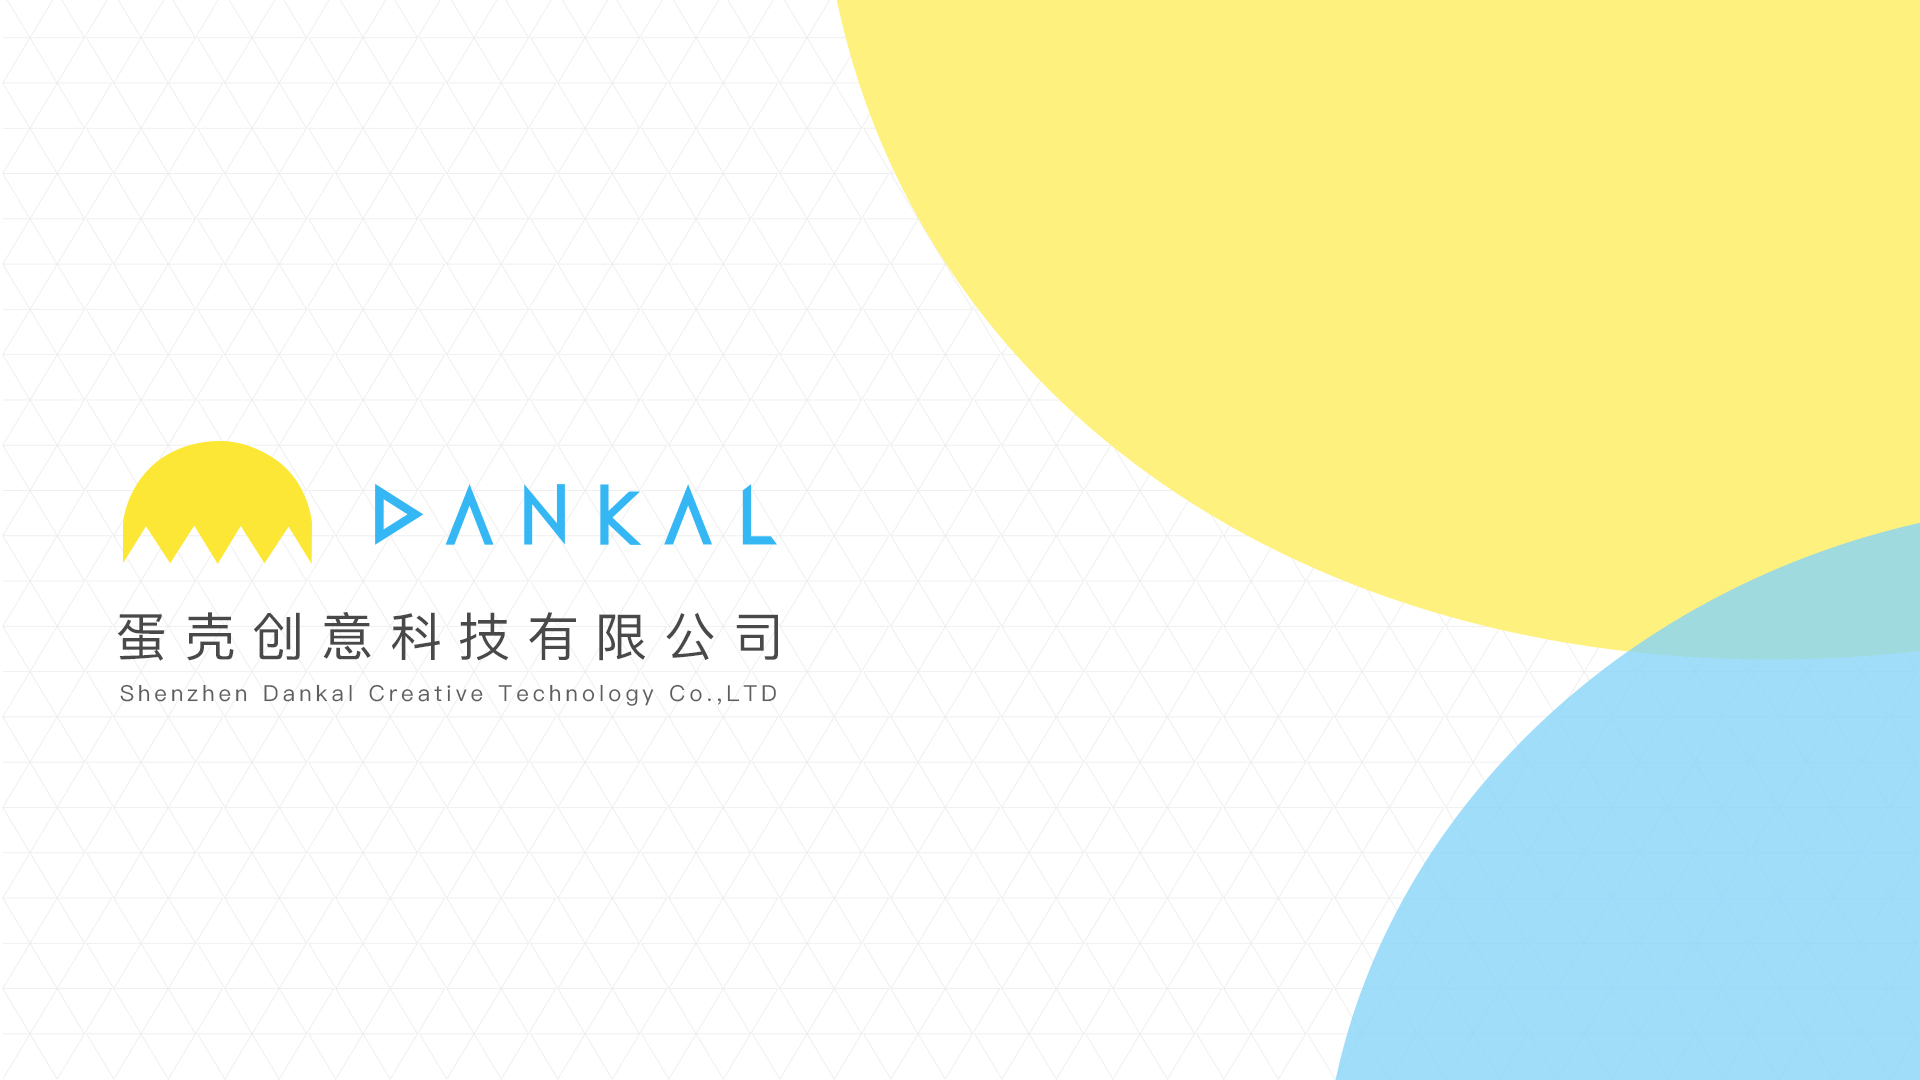 DANKAL
蛋壳创意科技有限公司
Shenzhen Dankal Creative Technology Co.,LTD